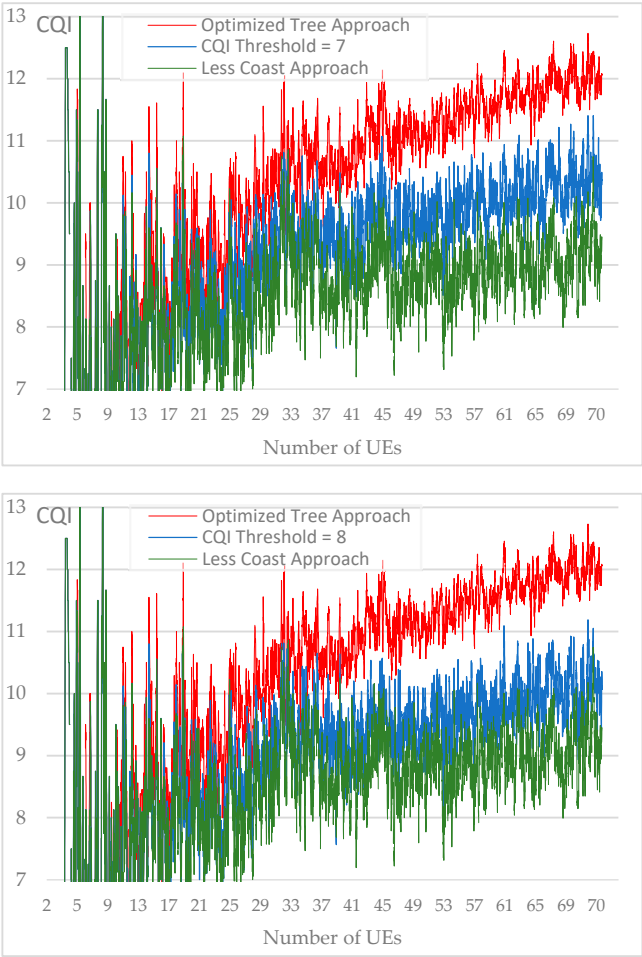 13
CQI
Optimized Tree Approach
CQI Threshold = 7
Less Coast Approach
12
11
10
9
8
7
2 5 9 13 17 21 25 29 33 37 41 45 49 53 57 61 65 69 70
Number of UEs
13
CQI
Optimized Tree Approach
CQI Threshold = 8
Less Coast Approach
12
11
10
9
8
7
2 5 9 13 17 21 25 29 33 37 41 45 49 53 57 61 65 69 70
Number of UEs